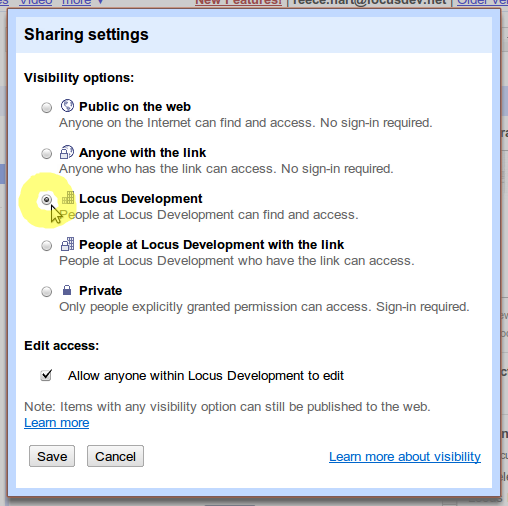 Video more ▼ New Features! | reece.hart@locusdev.net | Older
Sharing settings
Visibility options:
Public on the web
Anyone on the Internet can find and access. No sign-in required.
Anyone with the link
Anyone who has the link can access. No sign-in required.
Locus Development
People at Locus Development can find and access.
People at Locus Development with the link
People at Locus Development who have the link can access.
Private
Only people explicitly granted permission can access. Sign-in required.
Edit access:
Allow anyone within Locus Development to edit
Note: Items with any visibility option can still be published to the web.
Learn more
Save Cancel Learn more about visibility